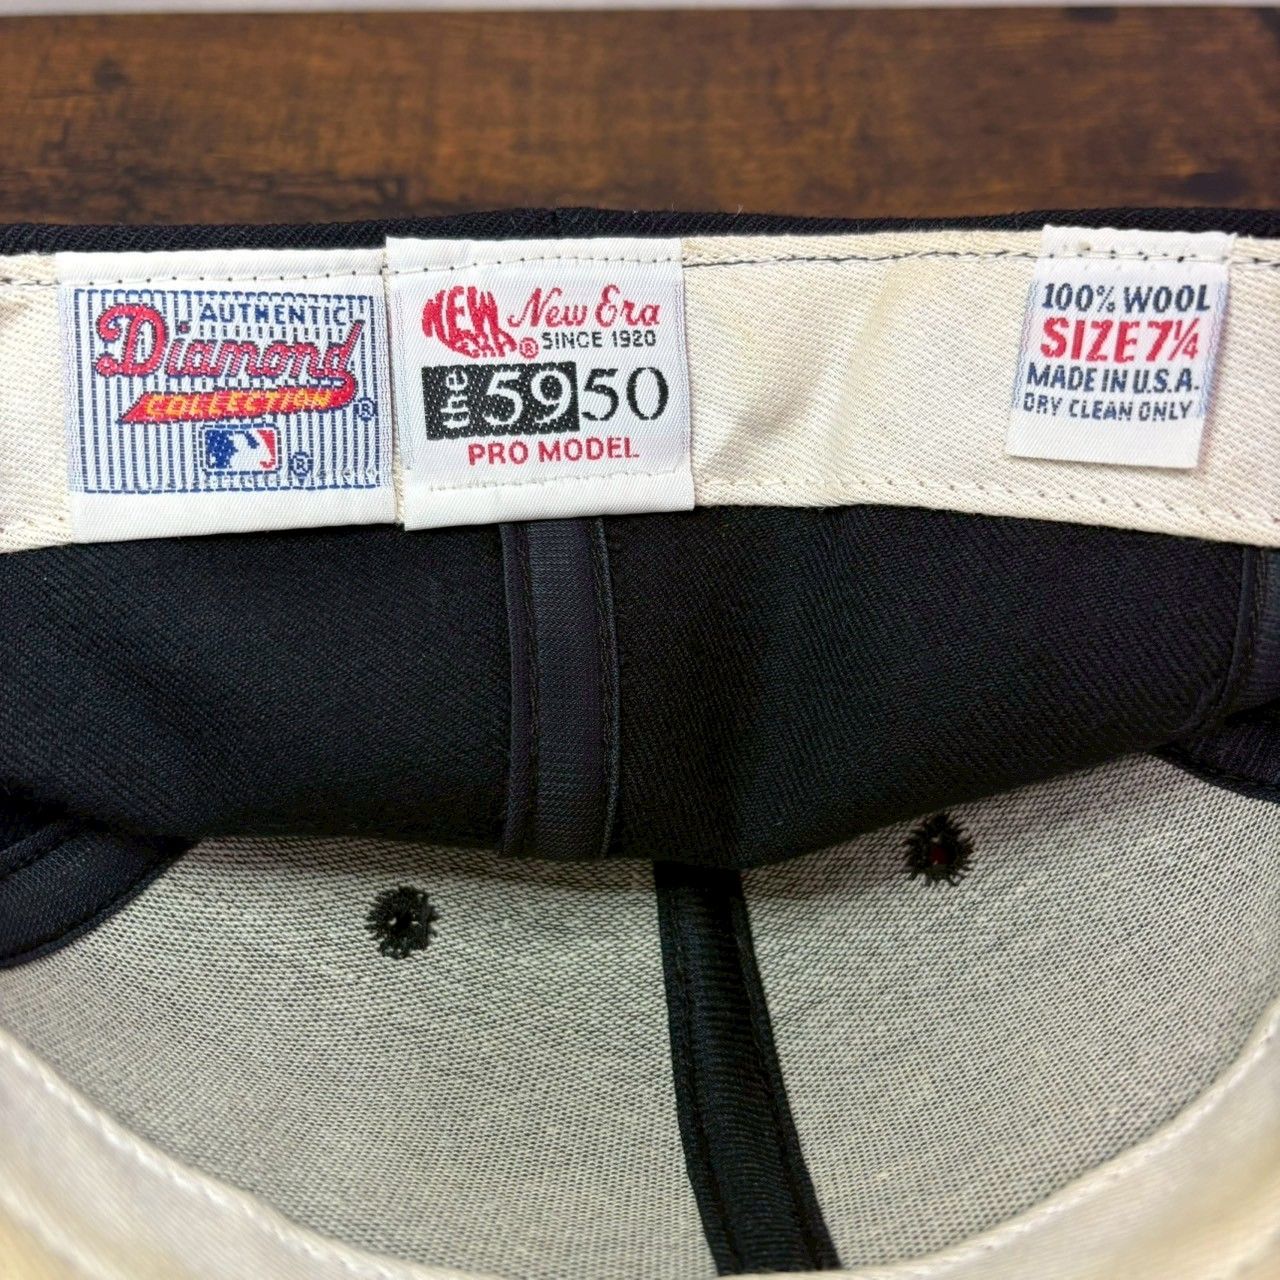 AUTHENTIC
Diamond
COLLECTION®
®
NEW ERA
New Era
® SINCE 1920
the 5950
PRO MODEL
100% WOOL
SIZE 7¼
MADE IN U.S.A.
DRY CLEAN ONLY